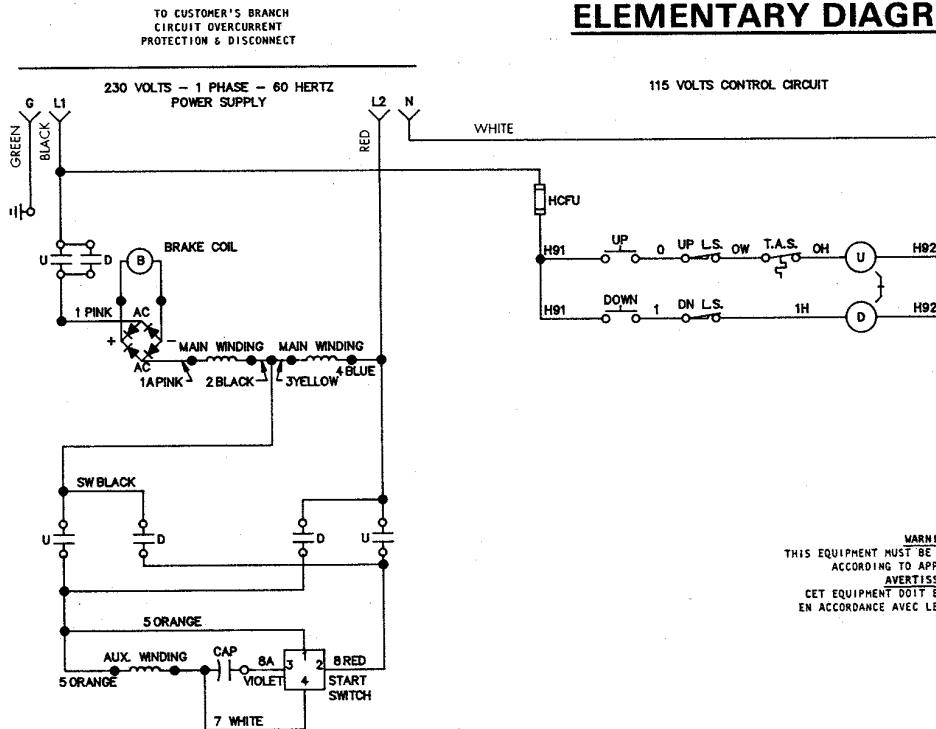 TO CUSTOMER'S BRANCH
CIRCUIT OVERCURRENT
PROTECTION & DISCONNECT
ELEMENTARY DIAGR
230 VOLTS - 1 PHASE - 60 HERTZ
POWER SUPPLY
115 VOLTS CONTROL CIRCUIT
G L1 L2 N
GREEN
BLACK
RED
WHITE
HCFU
U D
BRAKE COIL
B
H91 UP 0 UP L.S. OW T.A.S. OH U H92
H91 DOWN 1 DN L.S. 1H D H92
1 PINK AC
+ -
AC
MAIN WINDING MAIN WINDING
1A PINK 2 BLACK 3 YELLOW 4 BLUE
SW BLACK
U D D U
WARNI
THIS EQUIPMENT MUST BE
ACCORDING TO APP
AVERTISS
CET EQUIPMENT DOIT E
EN ACCORDANCE AVEC LE
5 ORANGE
AUX. WINDING CAP 8A 3 1 2 8 RED
5 ORANGE VIOLET 4 START
SWITCH
7 WHITE